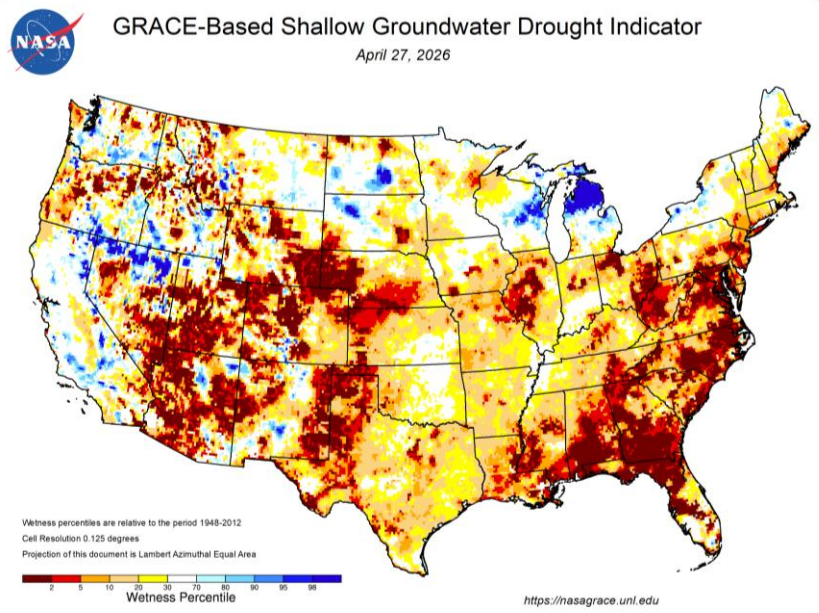 NASA
GRACE-Based Shallow Groundwater Drought Indicator
April 27, 2026
Wetness percentiles are relative to the period 1948-2012
Cell Resolution 0.125 degrees
Projection of this document is Lambert Azimuthal Equal Area
2 5 10 20 30 70 80 90 95 98
Wetness Percentile
https://nasagrace.unl.edu